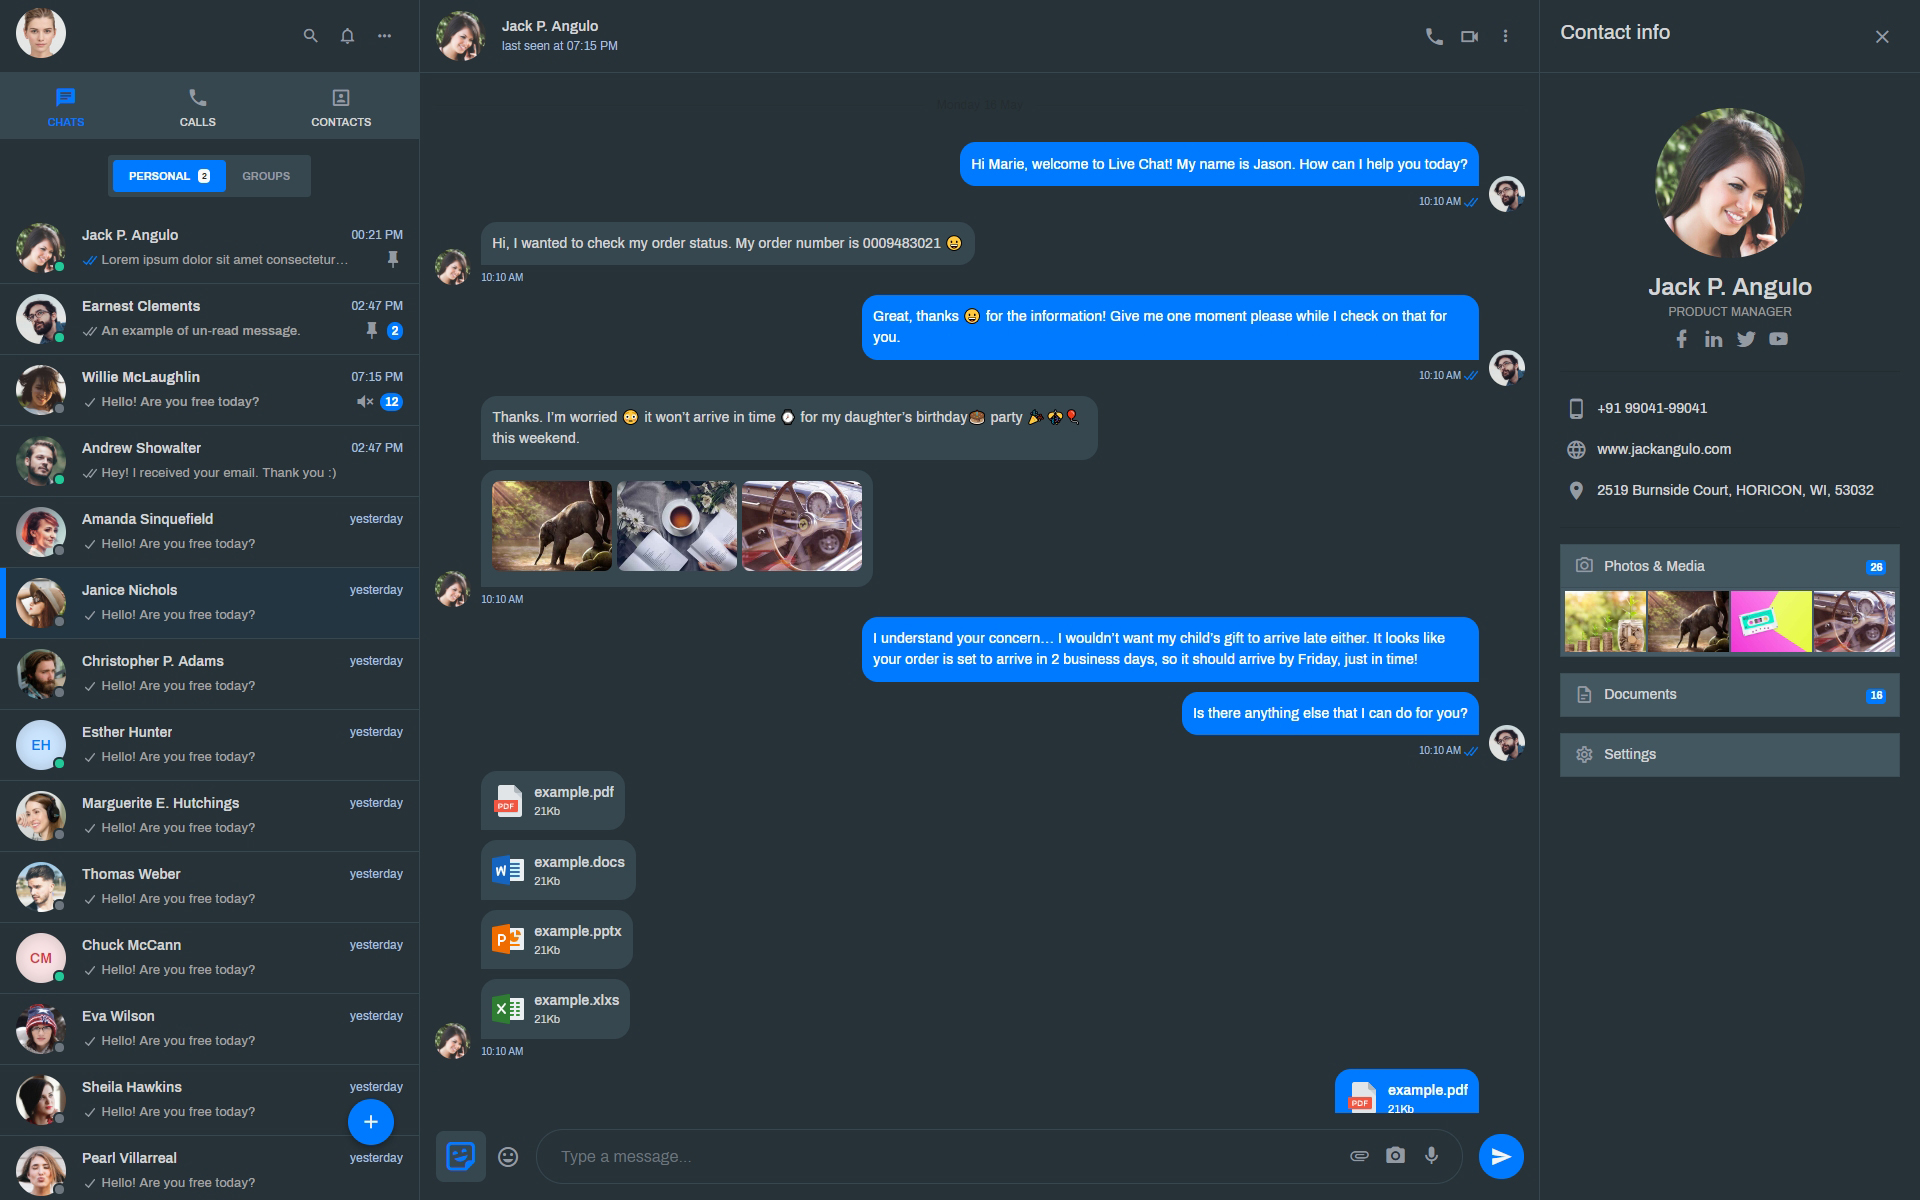 CHATS
CALLS
CONTACTS
PERSONAL 2
GROUPS
Jack P. Angulo
00:21 PM
Lorem ipsum dolor sit amet consectetur...
Earnest Clements
02:47 PM
An example of un-read message.
2
Willie McLaughlin
07:15 PM
Hello! Are you free today?
12
Andrew Showalter
02:47 PM
Hey! I received your email. Thank you :)
Amanda Sinquefield
yesterday
Hello! Are you free today?
Janice Nichols
yesterday
Hello! Are you free today?
Christopher P. Adams
yesterday
Hello! Are you free today?
EH
Esther Hunter
yesterday
Hello! Are you free today?
Marguerite E. Hutchings
yesterday
Hello! Are you free today?
Thomas Weber
yesterday
Hello! Are you free today?
CM
Chuck McCann
yesterday
Hello! Are you free today?
Eva Wilson
yesterday
Hello! Are you free today?
Sheila Hawkins
yesterday
Hello! Are you free today?
Pearl Villarreal
yesterday
Hello! Are you free today?
Jack P. Angulo
last seen at 07:15 PM
Hi Marie, welcome to Live Chat! My name is Jason. How can I help you today?
10:10 AM
Hi, I wanted to check my order status. My order number is 0009483021 😀
10:10 AM
Great, thanks 😀 for the information! Give me one moment please while I check on that for
you.
10:10 AM
Thanks. I'm worried 😳 it won't arrive in time ⌚ for my daughter's birthday🎂 party 🎉🎊🎈
this weekend.
10:10 AM
I understand your concern... I wouldn't want my child's gift to arrive late either. It looks like
your order is set to arrive in 2 business days, so it should arrive by Friday, just in time!
Is there anything else that I can do for you?
10:10 AM
PDF
example.pdf
21Kb
W
example.docs
21Kb
P
example.pptx
21Kb
X
example.xlxs
21Kb
10:10 AM
PDF
example.pdf
21Kb
Type a message...
Contact info
Jack P. Angulo
PRODUCT MANAGER
+91 99041-99041
www.jackangulo.com
2519 Burnside Court, HORICON, WI, 53032
Photos & Media
26
Documents
16
Settings